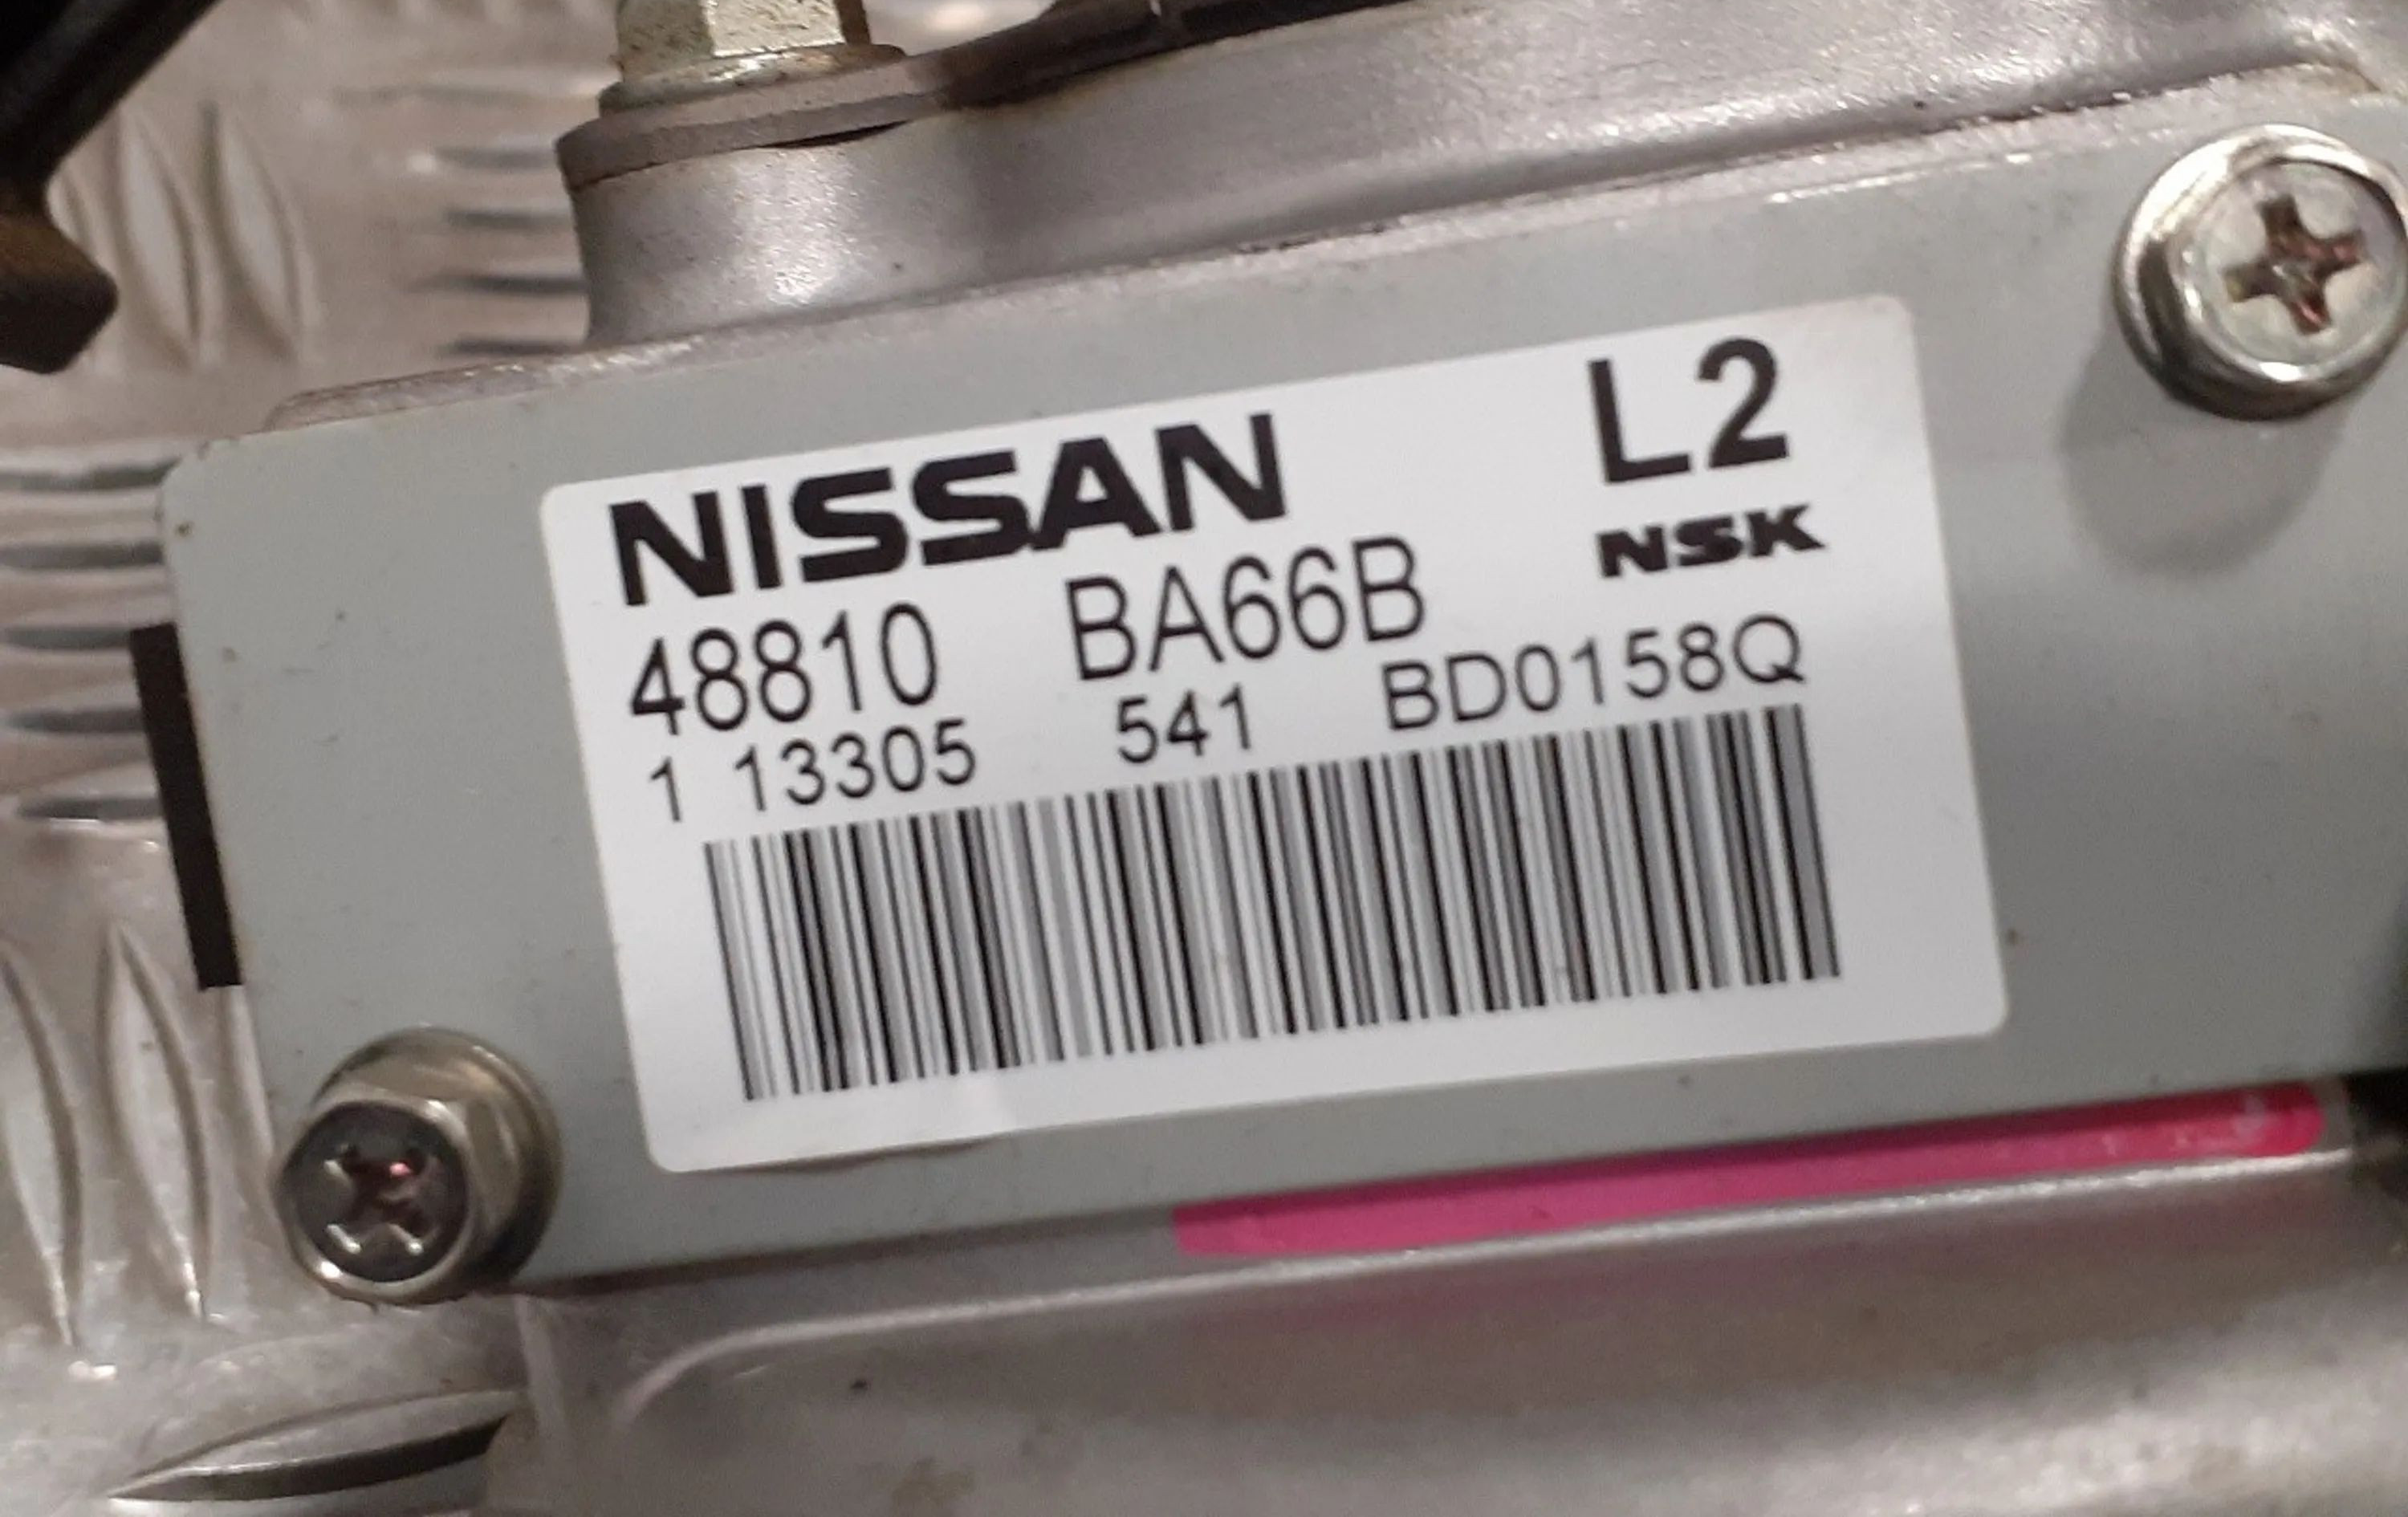 NISSAN L2
NSK
48810 BA66B
1 13305 541 BD0158Q